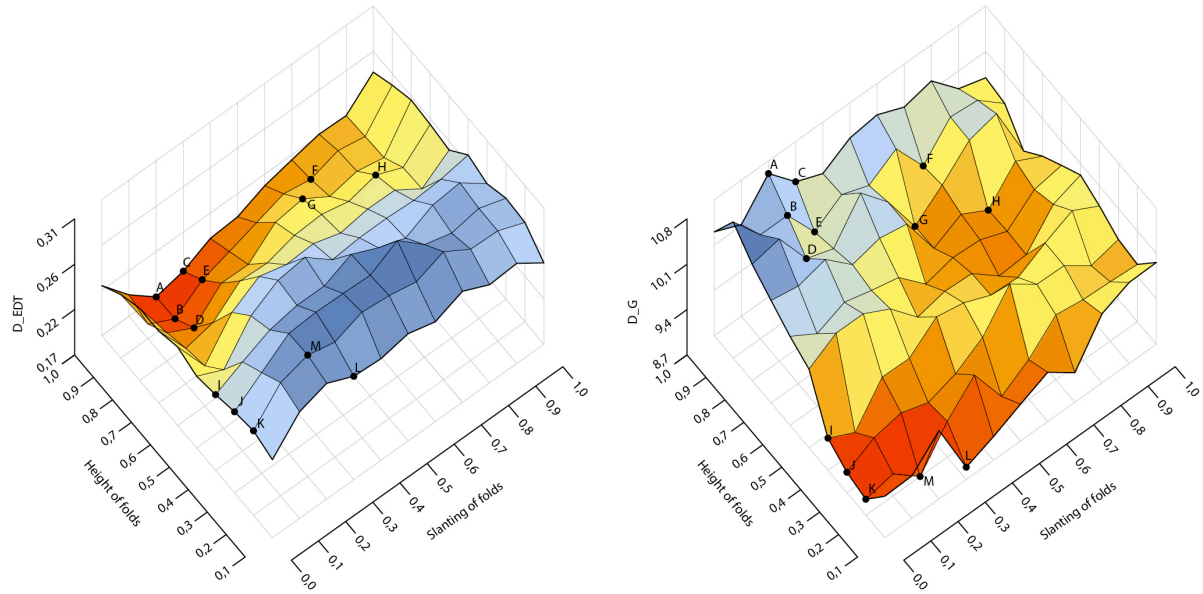 D_EDT
0,31
0,26
0,22
0,17
1,0
0,9
0,8
0,7
0,6
0,5
0,4
0,3
0,2
0,1
Height of folds
0,0
0,1
0,2
0,3
0,4
0,5
0,6
0,7
0,8
0,9
1,0
Slanting of folds
A
B
C
D
E
F
G
H
I
J
K
L
M
D_G
10,8
10,1
9,4
8,7
1,0
0,9
0,8
0,7
0,6
0,5
0,4
0,3
0,2
0,1
Height of folds
0,0
0,1
0,2
0,3
0,4
0,5
0,6
0,7
0,8
0,9
1,0
Slanting of folds
A
B
C
D
E
F
G
H
I
J
K
L
M